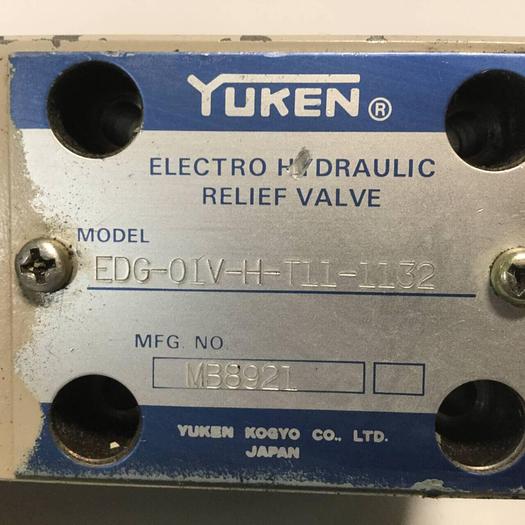 YUKEN®
ELECTRO HYDRAULIC
RELIEF VALVE
MODEL
EDG-01V-H-T11-1132
MFG. NO.
MB8921
YUKEN KOGYO CO., LTD.
JAPAN